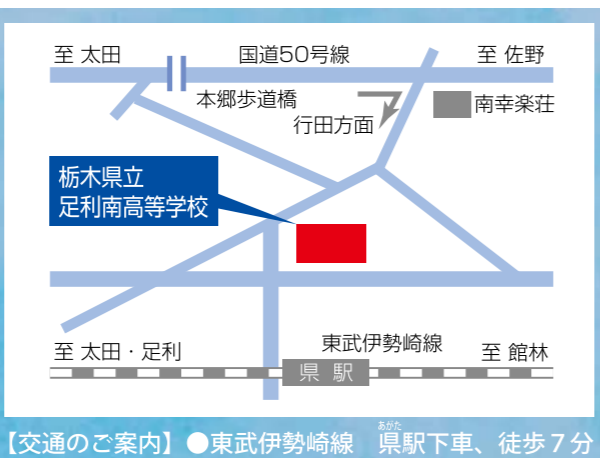 至 太田
国道50号線
至 佐野
本郷歩道橋
行田方面
南幸楽荘
栃木県立
足利南高等学校
東武伊勢崎線
至 太田・足利
至 館林
県 駅
あがた
【交通のご案内】●東武伊勢崎線　県駅下車、徒歩7分